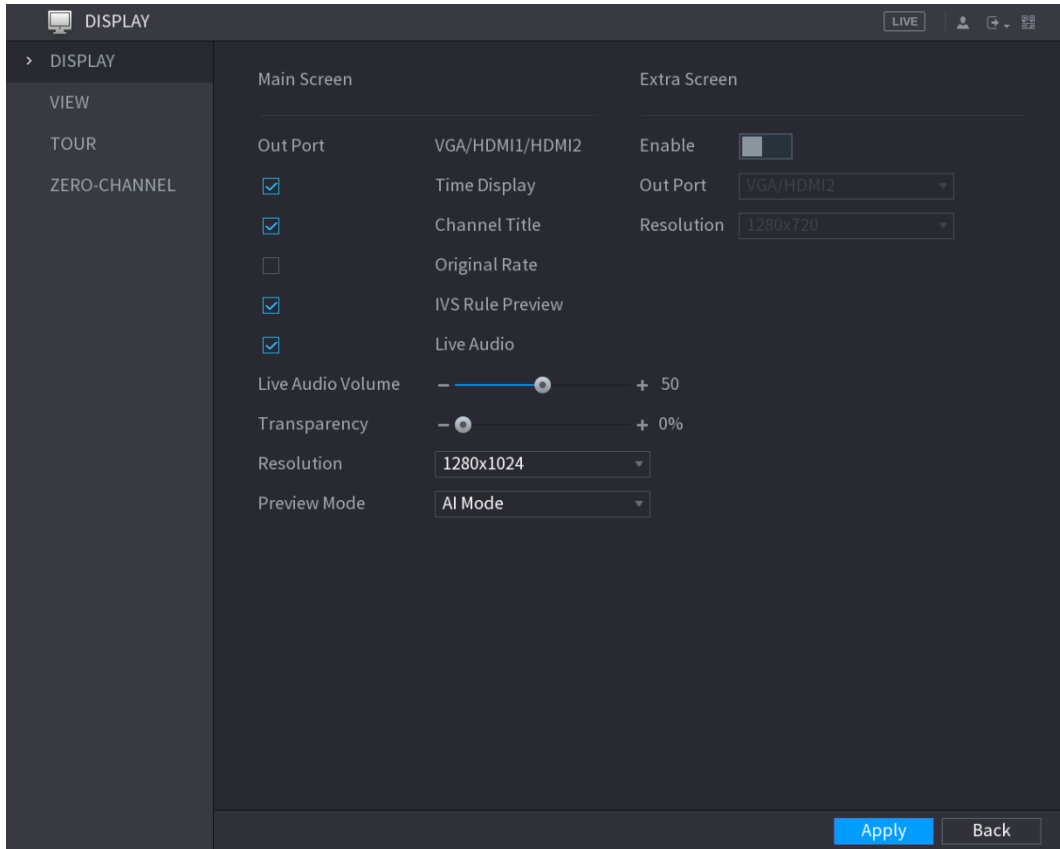 DISPLAY
LIVE
DISPLAY
VIEW
TOUR
ZERO-CHANNEL
Main Screen
Out Port VGA/HDMI1/HDMI2
Time Display
Channel Title
Original Rate
IVS Rule Preview
Live Audio
Live Audio Volume − + 50
Transparency − + 0%
Resolution 1280x1024
Preview Mode AI Mode
Extra Screen
Enable
Out Port VGA/HDMI2
Resolution 1280x720
Apply Back